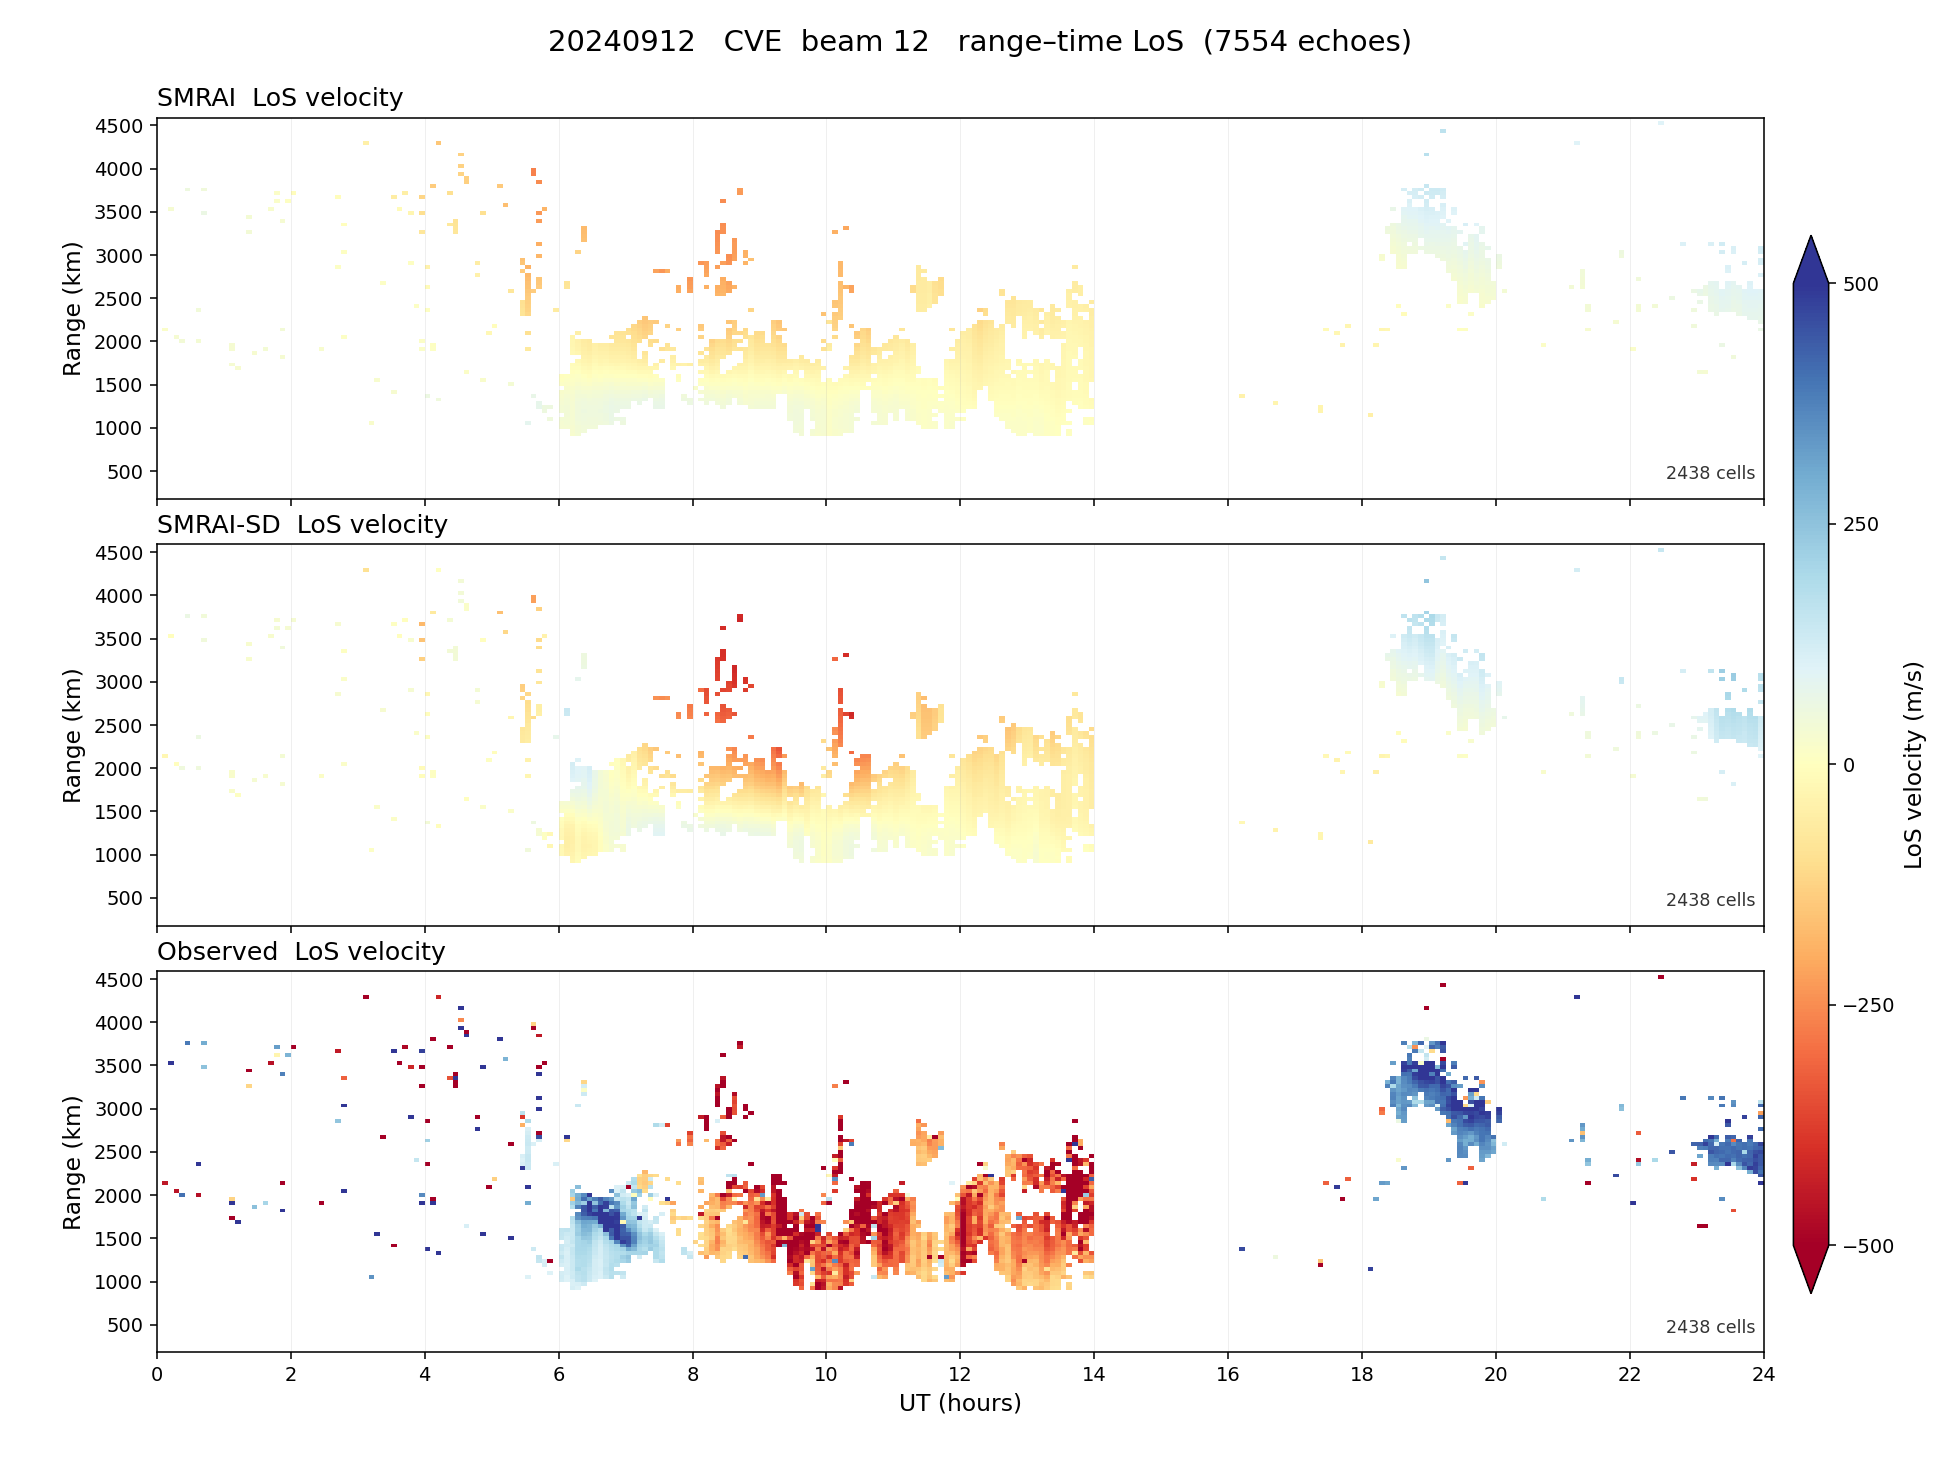 20240912 CVE beam 12 range–time LoS (7554 echoes)
SMRAI LoS velocity
4500
4000
3500
3000
2500
2000
1500
1000
500
Range (km)
2438 cells
SMRAI-SD LoS velocity
4500
4000
3500
3000
2500
2000
1500
1000
500
Range (km)
2438 cells
Observed LoS velocity
4500
4000
3500
3000
2500
2000
1500
1000
500
Range (km)
2438 cells
0 2 4 6 8 10 12 14 16 18 20 22 24
UT (hours)
500
250
0
−250
−500
LoS velocity (m/s)